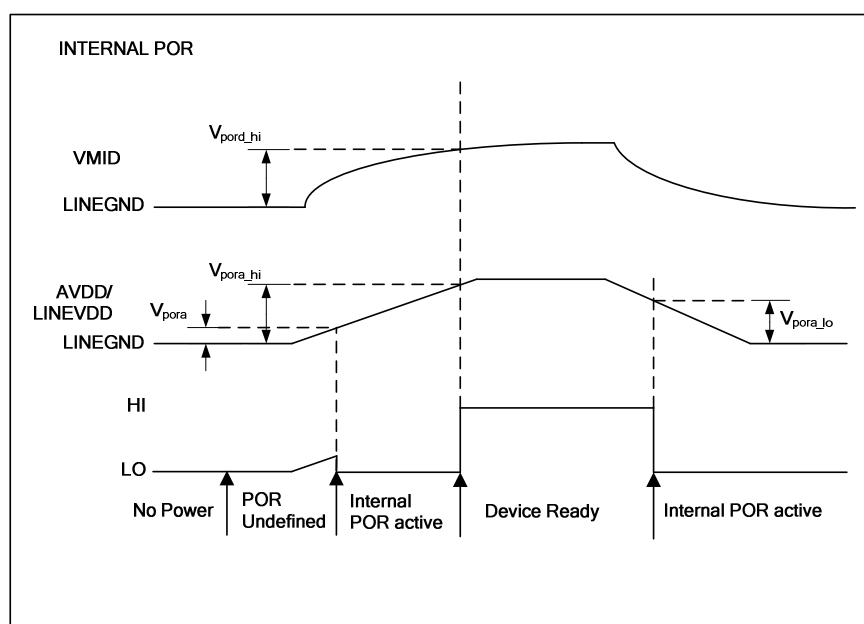 INTERNAL POR
Vpord_hi
VMID
LINEGND
Vpora_hi
AVDD/
LINEVDD
Vpora
LINEGND
Vpora_lo
HI
LO
No Power
POR
Undefined
Internal
POR active
Device Ready
Internal POR active